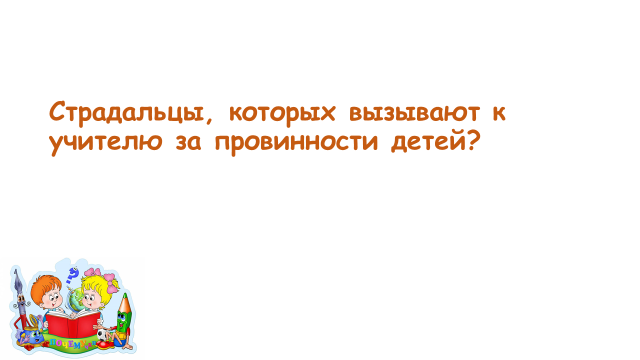 Страдальцы, которых вызывают к
учителю за провинности детей?